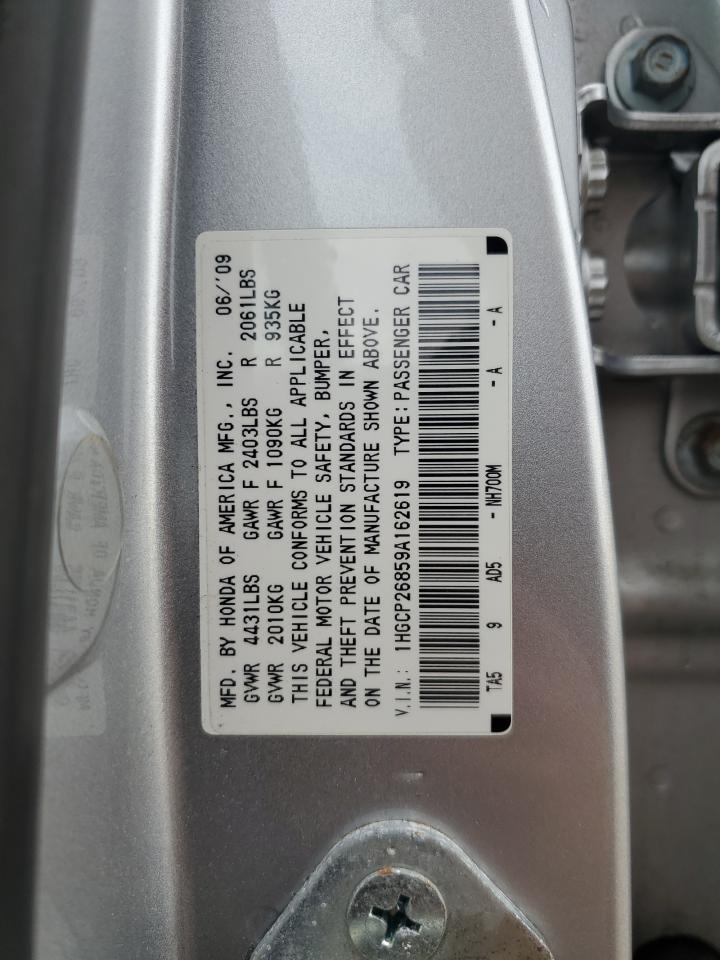 MFD. BY HONDA OF AMERICA MFG., INC. 06/'09
GVWR 4431LBS GAWR F 2403LBS R 2061LBS
GVWR 2010KG GAWR F 1090KG R 935KG
THIS VEHICLE CONFORMS TO ALL APPLICABLE
FEDERAL MOTOR VEHICLE SAFETY, BUMPER,
AND THEFT PREVENTION STANDARDS IN EFFECT
ON THE DATE OF MANUFACTURE SHOWN ABOVE.
V.I.N.: 1HGCP26859A162619 TYPE: PASSENGER CAR
TA5 9 AD5 - NH700M - A - A